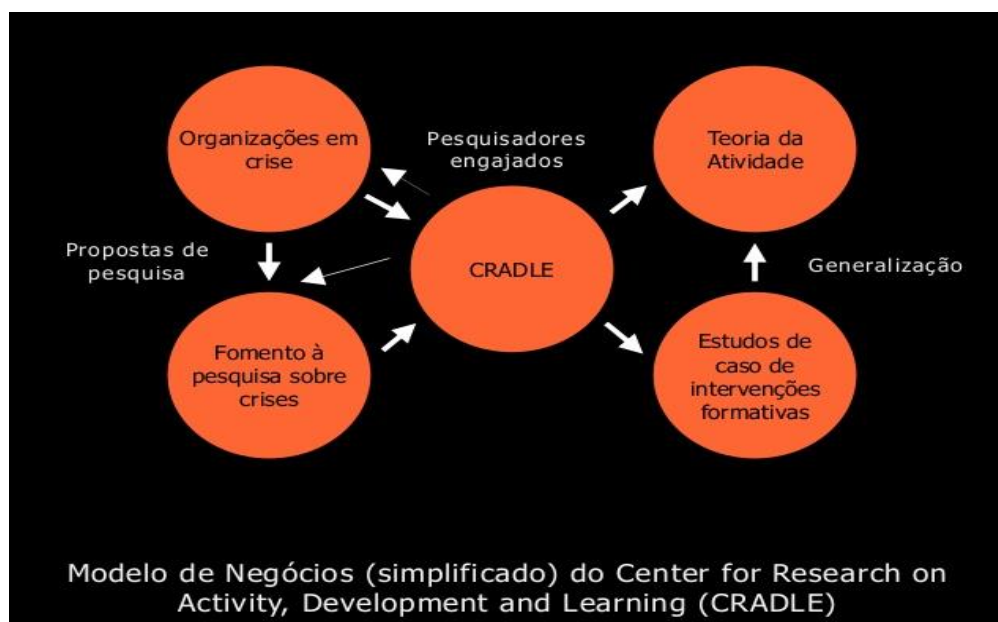 Organizações em
crise
Pesquisadores
engajados
Teoria da
Atividade
Propostas de
pesquisa
CRADLE
Generalização
Fomento à
pesquisa sobre
crises
Estudos de
caso de
intervenções
formativas
Modelo de Negócios (simplificado) do Center for Research on
Activity, Development and Learning (CRADLE)